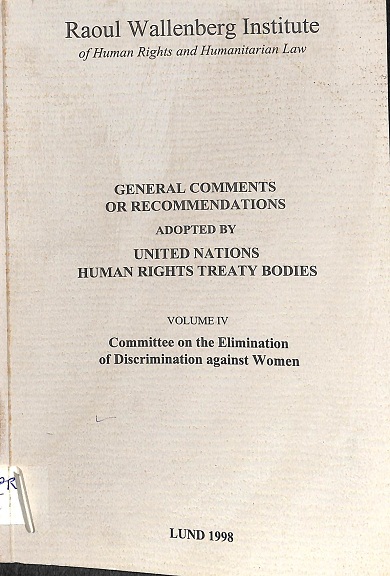 Raoul Wallenberg Institute
of Human Rights and Humanitarian Law
GENERAL COMMENTS
OR RECOMMENDATIONS
ADOPTED BY
UNITED NATIONS
HUMAN RIGHTS TREATY BODIES
VOLUME IV
Committee on the Elimination
of Discrimination against Women
LUND 1998